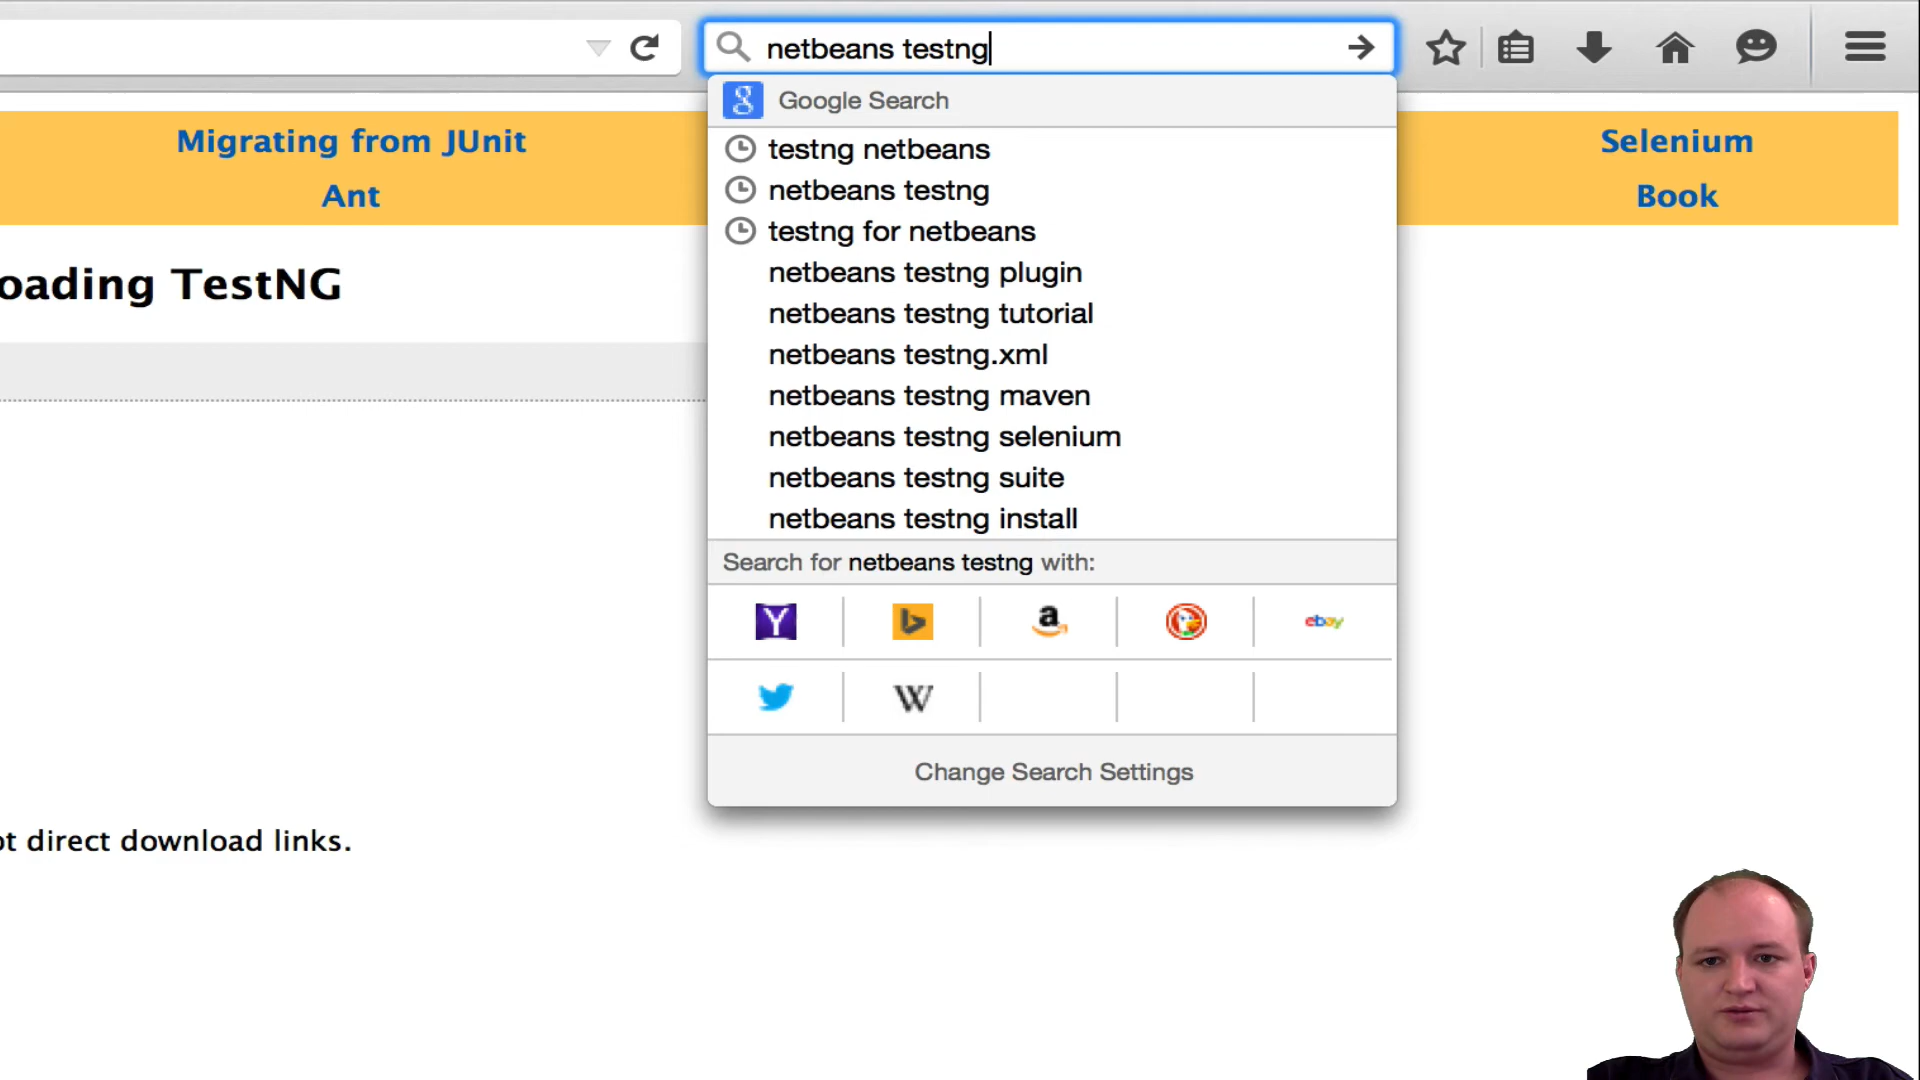 netbeans testng
Google Search
Migrating from JUnit
Selenium
testng netbeans
netbeans testng
Ant
Book
testng for netbeans
netbeans testng plugin
oading TestNG
netbeans testng tutorial
netbeans testng.xml
netbeans testng maven
netbeans testng selenium
netbeans testng suite
netbeans testng install
Search for netbeans testng with:
Y
a
ebay
W
Change Search Settings
ot direct download links.